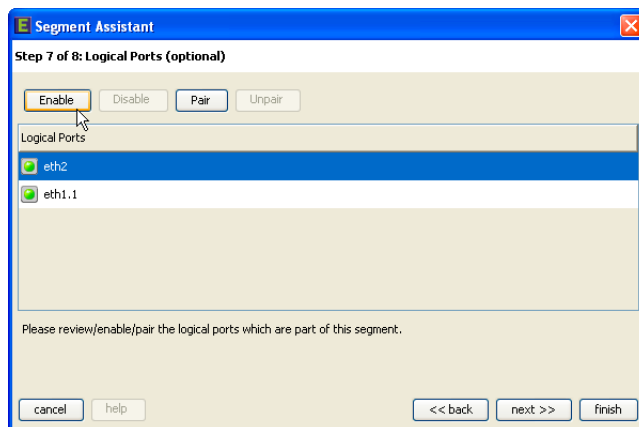 Segment Assistant
Step 7 of 8: Logical Ports (optional)
Enable Disable Pair Unpair
Logical Ports
eth2
eth1.1
Please review/enable/pair the logical ports which are part of this segment.
cancel help << back next >> finish